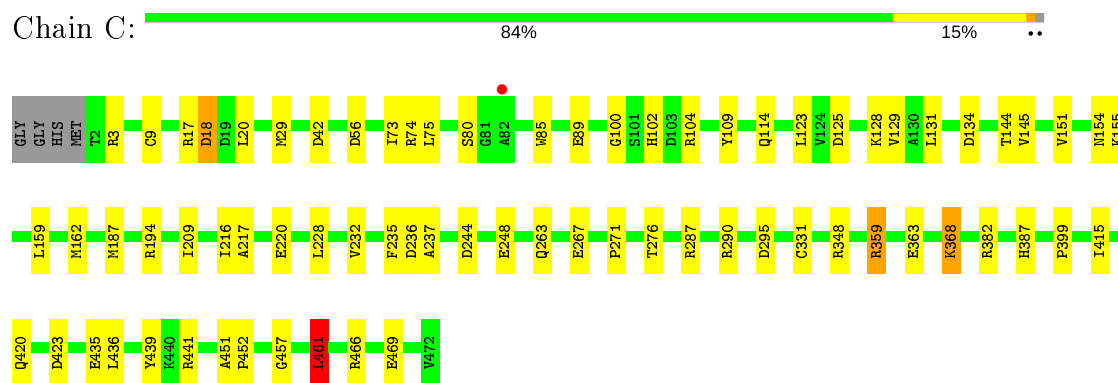 Chain C:
84% 15% ••
GLY GLY HIS MET T2 R3 C9 R17 D18 D19 L20 M29 D42 D56 I73 R74 L75 S80 G81 A82 W85 E89 G100 S101 H102 D103 R104 Y109 Q114 L123 V124 D125 K128 V129 A130 L131 D134 T144 V145 V151 N154 K155
L159 M162 M187 R194 I209 I216 A217 E220 L228 V232 F235 D236 A237 D244 E248 Q263 E267 P271 T276 R287 R290 D295 C331 R348 R359 E363 K368 R382 H387 P399 I415
Q420 D423 E435 L436 Y439 K440 R441 A451 P452 G457 L461 R466 E469 V472